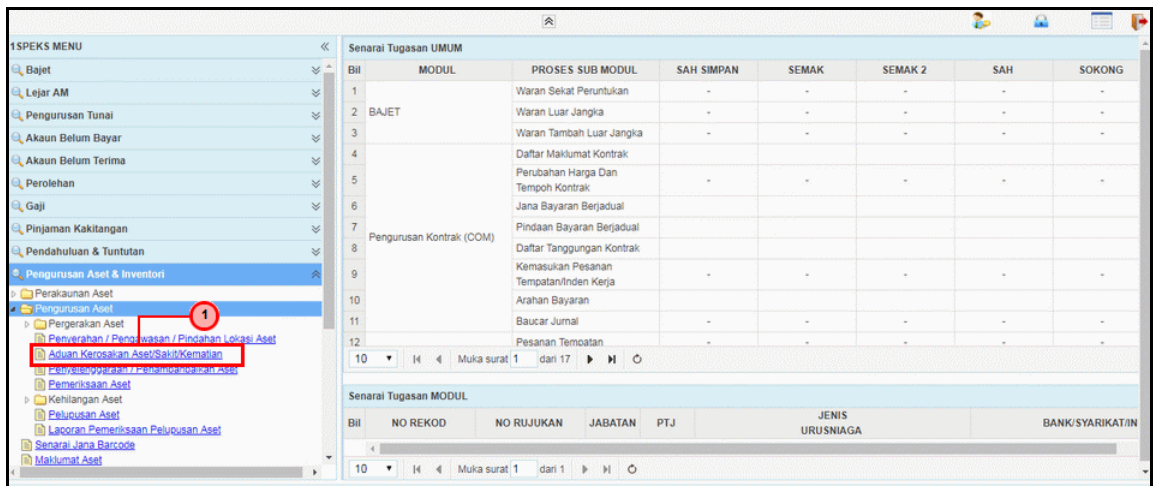 1SPEKS MENU
Bajet
Lejar AM
Pengurusan Tunai
Akaun Belum Bayar
Akaun Belum Terima
Perolehan
Gaji
Pinjaman Kakitangan
Pendahuluan & Tuntutan
Pengurusan Aset & Inventori
Perakaunan Aset
Pengurusan Aset
Pergerakan Aset
1
Penyerahan / Pengawasan / Pindahan Lokasi Aset
Aduan Kerosakan Aset/Sakit/Kematian
Penyelenggaraan / Penambahbaikan Aset
Pemeriksaan Aset
Kehilangan Aset
Pelupusan Aset
Laporan Pemeriksaan Pelupusan Aset
Senarai Jana Barcode
Maklumat Aset
Senarai Tugasan UMUM
Bil MODUL PROSES SUB MODUL SAH SIMPAN SEMAK SEMAK 2 SAH SOKONG
1 Waran Sekat Peruntukan - - - - -
2 BAJET Waran Luar Jangka - - - - -
3 Waran Tambah Luar Jangka - - - - -
4 Daftar Maklumat Kontrak
5 Perubahan Harga Dan
Tempoh Kontrak - - - - -
6 Jana Bayaran Berjadual
7 Pindaan Bayaran Berjadual
Pengurusan Kontrak (COM)
8 Daftar Tanggungan Kontrak
9 Kemasukan Pesanan
Tempatan/Inden Kerja - - - - -
10 Arahan Bayaran
11 Baucar Jurnal - - - - -
12 Pesanan Tempatan - - - - -
10 Muka surat 1 dari 17
Senarai Tugasan MODUL
Bil NO REKOD NO RUJUKAN JABATAN PTJ JENIS
URUSNIAGA BANK/SYARIKAT/IN
10 Muka surat 1 dari 1